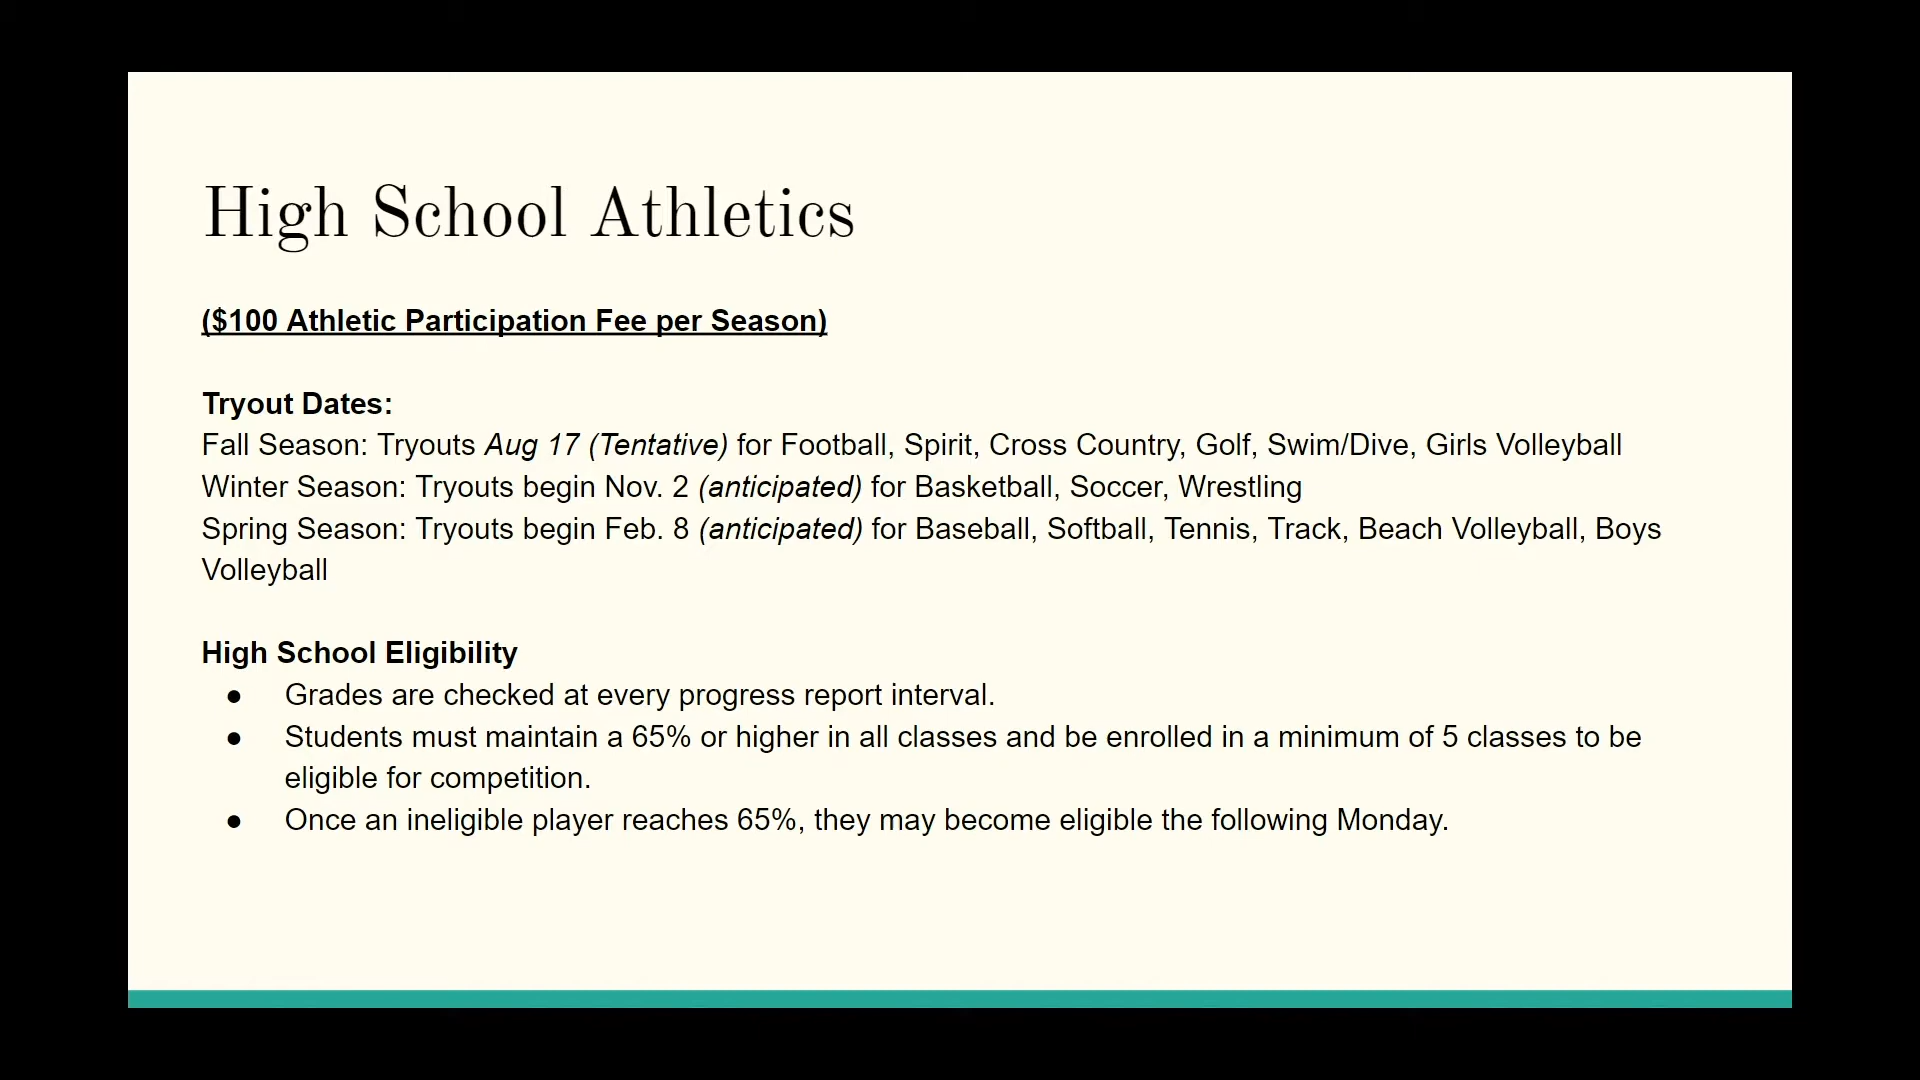 High School Athletics
($100 Athletic Participation Fee per Season)
Tryout Dates:
Fall Season: Tryouts Aug 17 (Tentative) for Football, Spirit, Cross Country, Golf, Swim/Dive, Girls Volleyball
Winter Season: Tryouts begin Nov. 2 (anticipated) for Basketball, Soccer, Wrestling
Spring Season: Tryouts begin Feb. 8 (anticipated) for Baseball, Softball, Tennis, Track, Beach Volleyball, Boys
Volleyball
High School Eligibility
● Grades are checked at every progress report interval.
● Students must maintain a 65% or higher in all classes and be enrolled in a minimum of 5 classes to be
eligible for competition.
● Once an ineligible player reaches 65%, they may become eligible the following Monday.